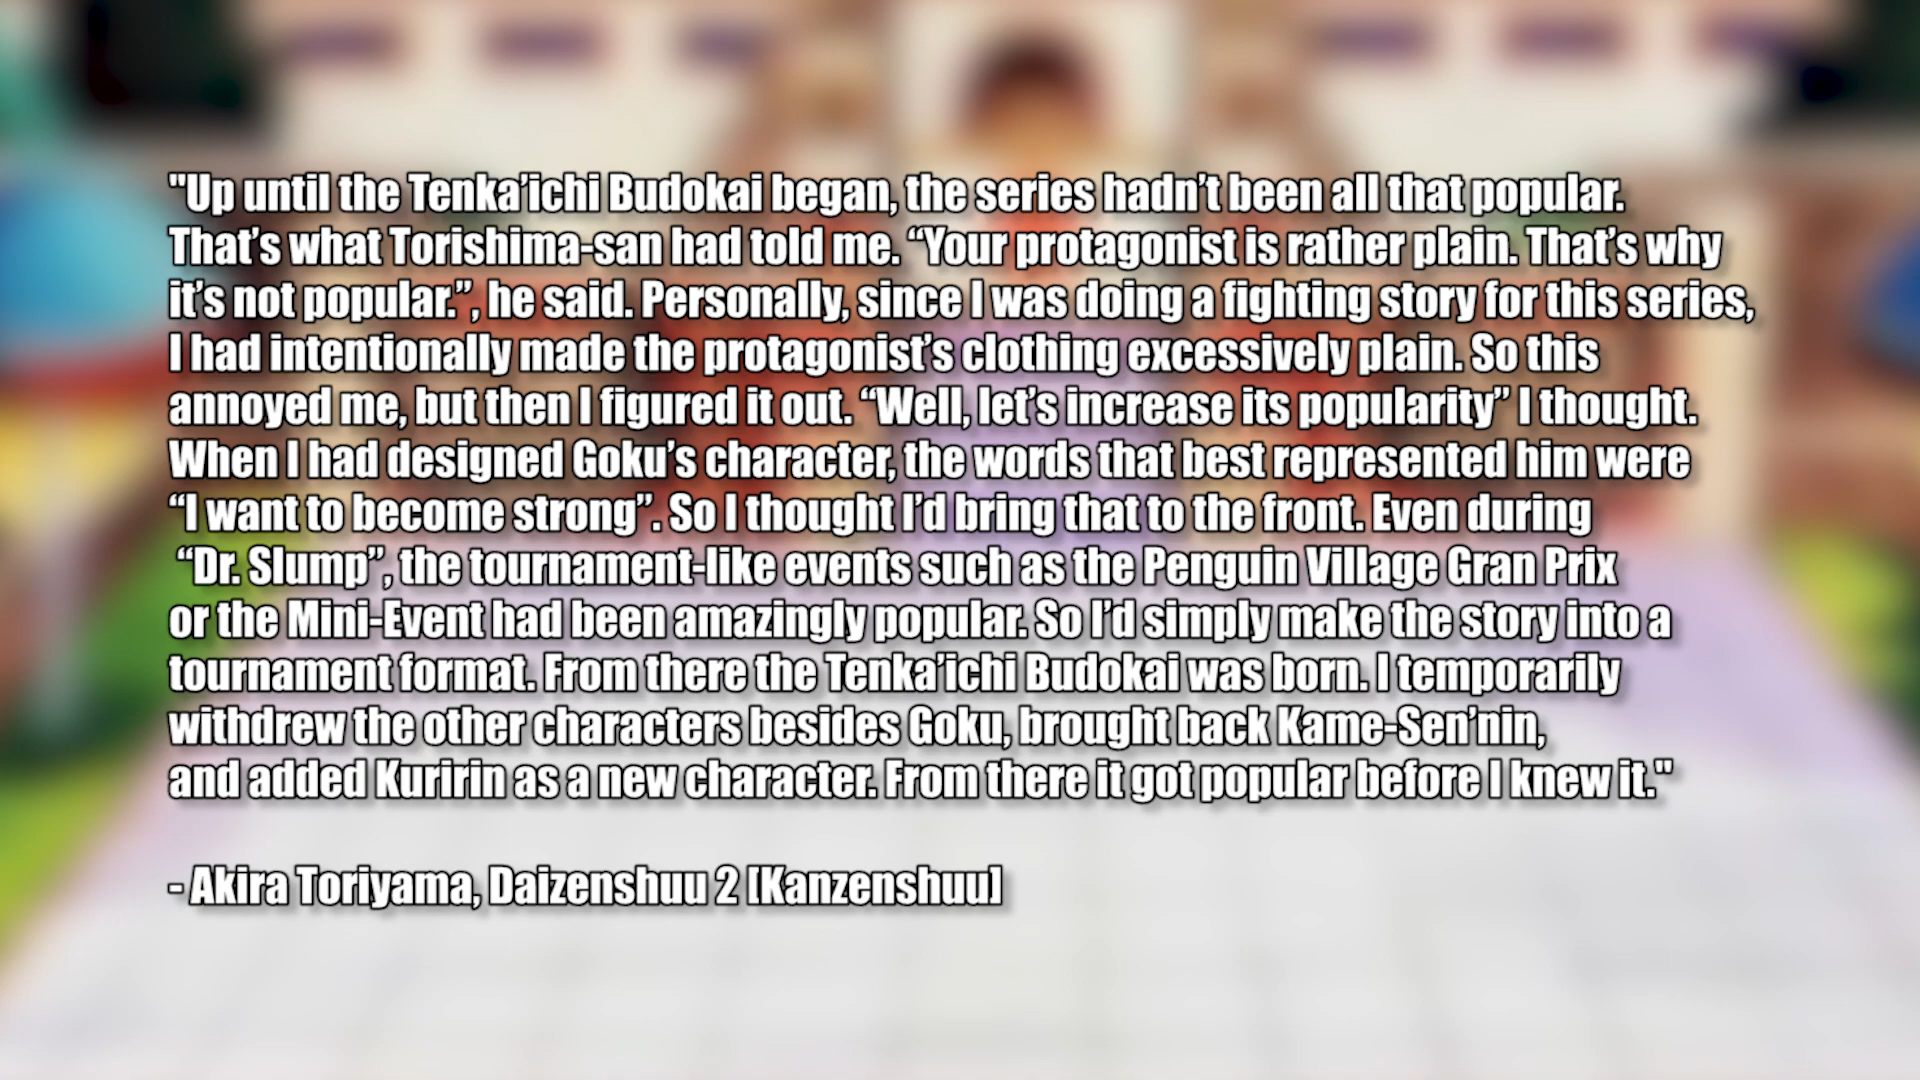 "Up until the Tenka’ichi Budokai began, the series hadn’t been all that popular.
That’s what Torishima-san had told me. “Your protagonist is rather plain. That’s why
it’s not popular.”, he said. Personally, since I was doing a fighting story for this series,
I had intentionally made the protagonist’s clothing excessively plain. So this
annoyed me, but then I figured it out. “Well, let’s increase its popularity” I thought.
When I had designed Goku’s character, the words that best represented him were
“I want to become strong”. So I thought I’d bring that to the front. Even during
“Dr. Slump”, the tournament-like events such as the Penguin Village Gran Prix
or the Mini-Event had been amazingly popular. So I’d simply make the story into a
tournament format. From there the Tenka’ichi Budokai was born. I temporarily
withdrew the other characters besides Goku, brought back Kame-Sen’nin,
and added Kuririn as a new character. From there it got popular before I knew it."
- Akira Toriyama, Daizenshuu 2 [Kanzenshuu]